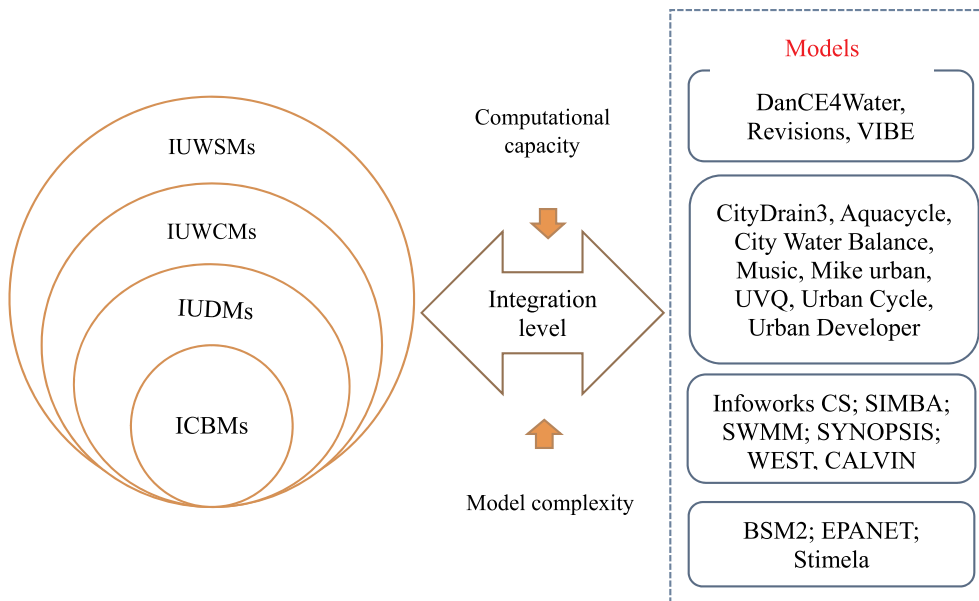 IUWSMs
IUWCMs
IUDMs
ICBMs
Computational
capacity
Integration
level
Model complexity
Models
DanCE4Water,
Revisions, VIBE
CityDrain3, Aquacycle,
City Water Balance,
Music, Mike urban,
UVQ, Urban Cycle,
Urban Developer
Infoworks CS; SIMBA;
SWMM; SYNOPSIS;
WEST, CALVIN
BSM2; EPANET;
Stimela